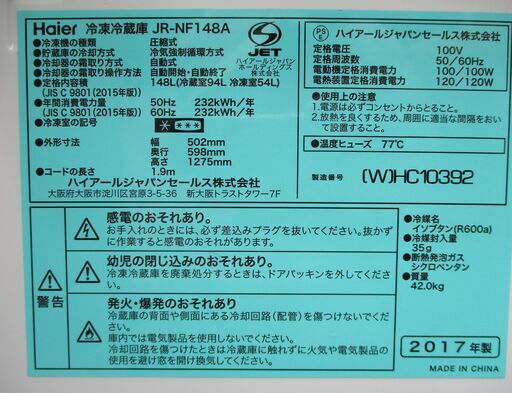 Haier 冷凍冷蔵庫 JR-NF148A
●冷凍機の種類 圧縮式
●貯蔵庫の冷却方式 冷気強制循環方式
●冷却器の霜取り方式 自動式
●冷却器の霜取り操作方法 自動開始・自動終了
●定格内容積 148L(冷蔵室94L 冷凍室54L)
(JIS C 9801(2015年版))
●年間消費電力量 50Hz 232kWh/年
(JIS C 9801(2015年版)) 60Hz 232kWh/年
●冷凍室の記号
●外形寸法 幅 502mm
奥行 598mm
高さ 1275mm
●コードの長さ 1.9m
ハイアールジャパンセールス株式会社
大阪府大阪市淀川区宮原3-5-36 新大阪トラストタワー7F
JET
ハイアールジャパン
ホールディングス
株式会社
PS
E
ハイアールジャパンセールス株式会社
定格電圧 100V
定格周波数 50/60Hz
電動機定格消費電力 100/100W
電熱装置定格消費電力 120/120W
●使用上の注意
1.電源は必ずコンセントからとること。
2.放熱を良くするため、周囲に適当な間隔をおいて設置すること。
●温度ヒューズ 77℃
製造番号 (W)HC10392
警告
感電のおそれあり。
お手入れのときには、必ず差込みプラグを抜いてください。抜かずに作業すると感電することがあります。
幼児の閉じ込めのおそれあり。
冷凍冷蔵庫を廃棄処分するときは、ドアパッキンを外してください。
発火・爆発のおそれあり。
冷蔵庫の背面や側面にある冷却回路(配管)を傷つけないでください。
庫内では電気製品を使用しないでください。
冷却回路を傷つけたときは冷蔵庫に触れずに火気や電気製品の使用を避け窓を開け換気してください。
●冷媒名
イソブタン(R600a)
●冷媒封入量
35g
●断熱発泡ガス
シクロペンタン
●質量
42.0kg
2017年製
MADE IN CHINA